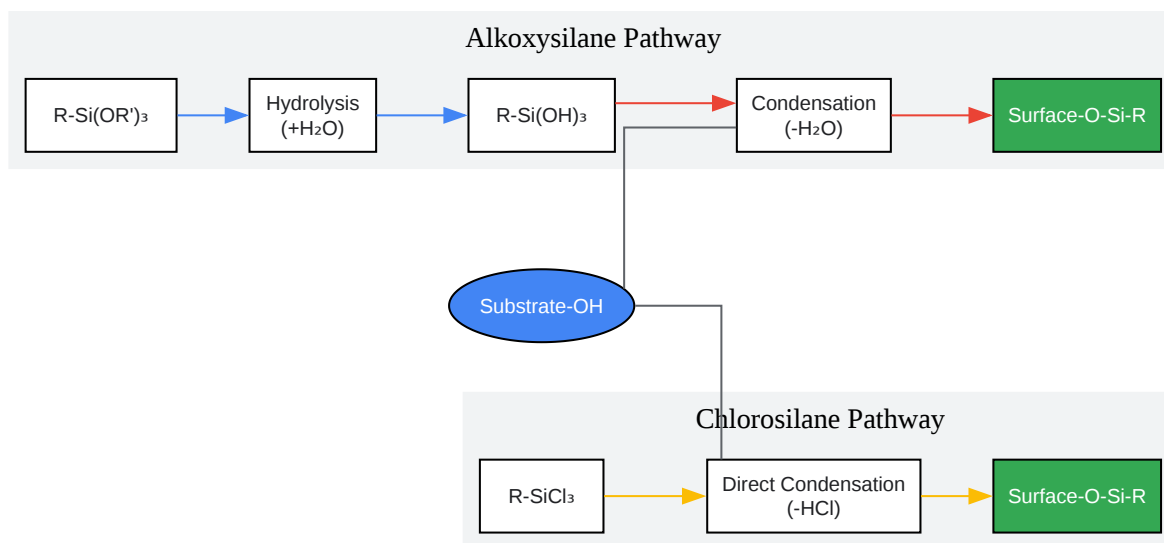 Alkoxysilane Pathway
R-Si(OR')₃
Hydrolysis
(+H₂O)
R-Si(OH)₃
Condensation
(-H₂O)
Surface-O-Si-R
Substrate-OH
Chlorosilane Pathway
R-SiCl₃
Direct Condensation
(-HCl)
Surface-O-Si-R